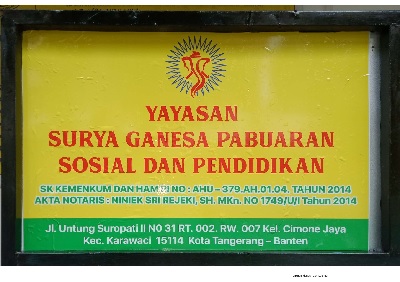 YAYASAN
SURYA GANESA PABUARAN
SOSIAL DAN PENDIDIKAN
SK KEMENKUM DAN HAM RI NO : AHU - 379.AH.01.04. TAHUN 2014
AKTA NOTARIS : NINIEK SRI REJEKI, SH. MKn. NO 1749/U/I Tahun 2014
Jl. Untung Suropati II NO 31 RT. 002. RW. 007 Kel. Cimone Jaya
Kec. Karawaci 15114 Kota Tangerang – Banten